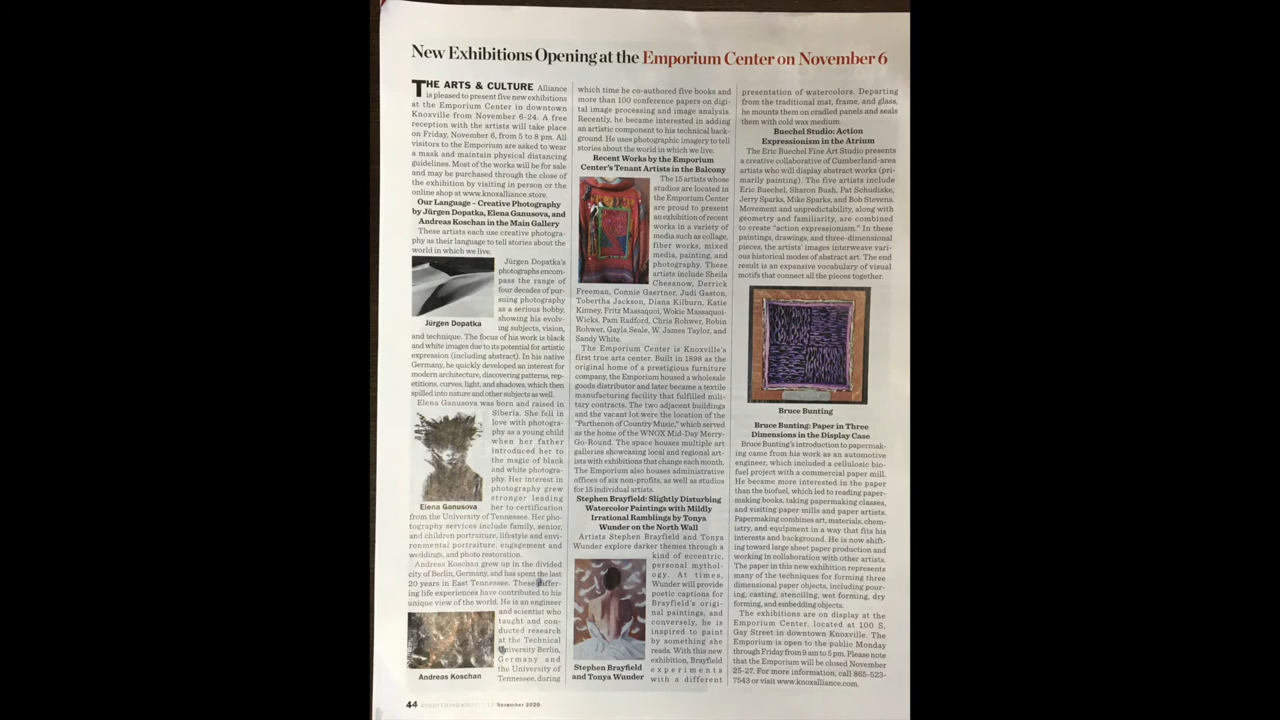 New Exhibitions Opening at the Emporium Center on November 6
THE ARTS & CULTURE Alliance
is pleased to present five new exhibitions
at the Emporium Center in downtown
Knoxville from November 6-24. A free
reception with the artists will take place
on Friday, November 6, from 5 to 8 pm. All
visitors to the Emporium are asked to wear
a mask and maintain physical distancing
guidelines. Most of the works will be for sale
and may be purchased through the close of
the exhibition by visiting in person or the
online shop at www.knoxalliance.store.
Our Language – Creative Photography
by Jürgen Dopatka, Elena Ganusova, and
Andreas Koschan in the Main Gallery
These artists each use creative photogra-
phy as their language to tell stories about the
world in which we live.
Jürgen Dopatka's
photographs encom-
pass the range of
four decades of pur-
suing photography
as a serious hobby,
showing his evolv-
ing subjects, vision,
Jürgen Dopatka
and technique. The focus of his work is black
and white images due to its potential for artistic
expression (including abstract). In his native
Germany, he quickly developed an interest for
modern architecture, discovering patterns, rep-
etitions, curves, light, and shadows, which then
spilled into nature and other subjects as well.
Elena Ganusova was born and raised in
Siberia. She fell in
love with photogra-
phy as a young child
when her father
introduced her to
the magic of black
and white photogra-
phy. Her interest in
photography grew
stronger leading
her to certification
Elena Ganusova
from the University of Tennessee. Her pho-
tography services include family, senior,
and children portraiture, lifestyle and envi-
ronmental portraiture, engagement and
weddings, and photo restoration.
Andreas Koschan grew up in the divided
city of Berlin, Germany, and has spent the last
20 years in East Tennessee. These differ-
ing life experiences have contributed to his
unique view of the world. He is an engineer
and scientist who
taught and con-
ducted research
at the Technical
University Berlin,
Germany and
the University of
Tennessee, during
Andreas Koschan
which time he co-authored five books and
more than 100 conference papers on digi-
tal image processing and image analysis.
Recently, he became interested in adding
an artistic component to his technical back-
ground. He uses photographic imagery to tell
stories about the world in which we live.
Recent Works by the Emporium
Center's Tenant Artists in the Balcony
The 15 artists whose
studios are located in
the Emporium Center
are proud to present
an exhibition of recent
works in a variety of
media such as collage,
fiber works, mixed
media, painting, and
photography. These
artists include Sheila
Chesanow, Derrick
Freeman, Connie Gaertner, Judi Gaston,
Tobertha Jackson, Diana Kilburn, Katie
Kinney, Fritz Massaquoi, Wokie Massaquoi-
Wicks, Pam Radford, Chris Rohwer, Robin
Rohwer, Gayla Seale, W. James Taylor, and
Sandy White.
The Emporium Center is Knoxville's
first true arts center. Built in 1898 as the
original home of a prestigious furniture
company, the Emporium housed a wholesale
goods distributor and later became a textile
manufacturing facility that fulfilled mili-
tary contracts. The two adjacent buildings
and the vacant lot were the location of the
"Parthenon of Country Music," which served
as the home of the WNOX Mid-Day Merry-
Go-Round. The space houses multiple art
galleries showcasing local and regional art-
ists with exhibitions that change each month.
The Emporium also houses administrative
offices of six non-profits, as well as studios
for 15 individual artists.
Stephen Brayfield: Slightly Disturbing
Watercolor Paintings with Mildly
Irrational Ramblings by Tonya
Wunder on the North Wall
Artists Stephen Brayfield and Tonya
Wunder explore darker themes through a
kind of eccentric,
personal mythol-
ogy. At times,
Wunder will provide
poetic captions for
Brayfield's origi-
nal paintings, and
conversely, he is
inspired to paint
by something she
reads. With this new
exhibition, Brayfield
experiments
with a different
Stephen Brayfield
and Tonya Wunder
presentation of watercolors. Departing
from the traditional mat, frame, and glass,
he mounts them on cradled panels and seals
them with cold wax medium.
Buechel Studio: Action
Expressionism in the Atrium
The Eric Buechel Fine Art Studio presents
a creative collaborative of Cumberland-area
artists who will display abstract works (pri-
marily painting). The five artists include
Eric Buechel, Sharon Bush, Pat Schudiske,
Jerry Sparks, Mike Sparks, and Bob Stevens.
Movement and unpredictability, along with
geometry and familiarity, are combined
to create "action expressionism." In these
paintings, drawings, and three-dimensional
pieces, the artists' images interweave vari-
ous historical modes of abstract art. The end
result is an expansive vocabulary of visual
motifs that connect all the pieces together.
Bruce Bunting
Bruce Bunting: Paper in Three
Dimensions in the Display Case
Bruce Bunting's introduction to papermak-
ing came from his work as an automotive
engineer, which included a cellulosic bio-
fuel project with a commercial paper mill.
He became more interested in the paper
than the biofuel, which led to reading paper-
making books, taking papermaking classes,
and visiting paper mills and paper artists.
Papermaking combines art, materials, chem-
istry, and equipment in a way that fits his
interests and background. He is now shift-
ing toward large sheet paper production and
working in collaboration with other artists.
The paper in this new exhibition represents
many of the techniques for forming three
dimensional paper objects, including pour-
ing, casting, stenciling, wet forming, dry
forming, and embedding objects.
The exhibitions are on display at the
Emporium Center, located at 100 S.
Gay Street in downtown Knoxville. The
Emporium is open to the public Monday
through Friday from 9 am to 5 pm. Please note
that the Emporium will be closed November
25-27. For more information, call 865-523-
7543 or visit www.knoxalliance.com.
44 November 2020